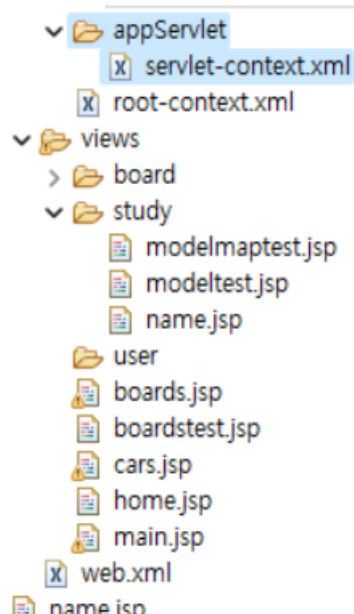 appServlet
servlet-context.xml
root-context.xml
views
board
study
modelmaptest.jsp
modeltest.jsp
name.jsp
user
boards.jsp
boardstest.jsp
cars.jsp
home.jsp
main.jsp
web.xml
name.jsp